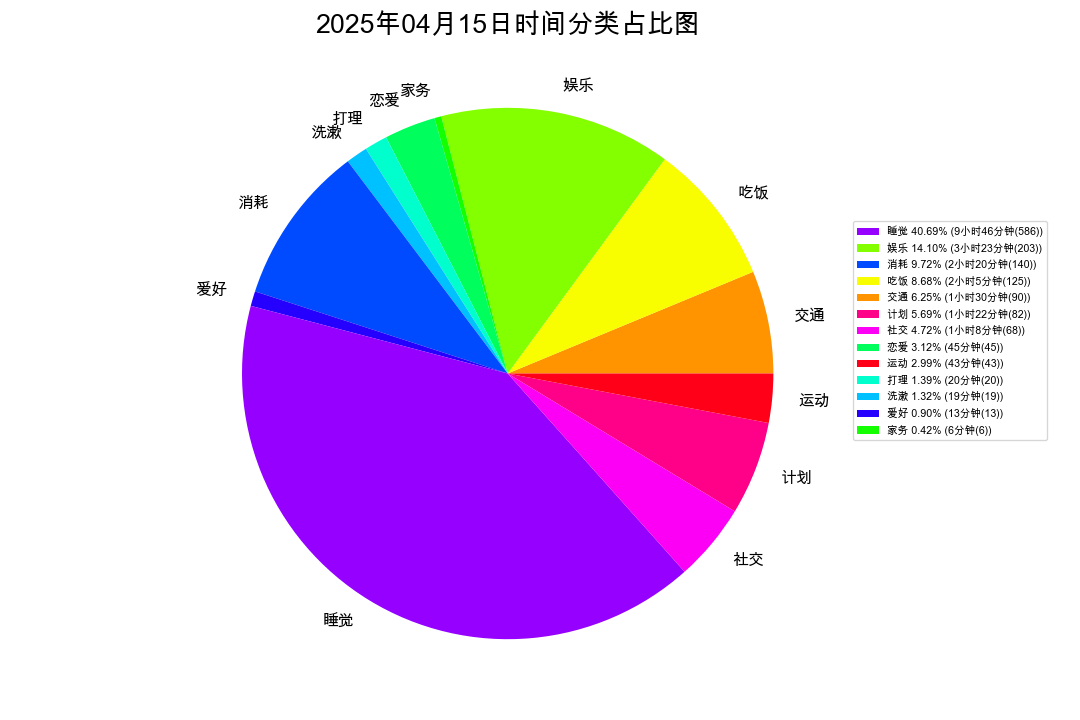 2025年04月15日时间分类占比图
娱乐
家务
恋爱
打理
洗漱
吃饭
消耗
爱好
交通
运动
计划
社交
睡觉
睡觉 40.69% (9小时46分钟(586))
娱乐 14.10% (3小时23分钟(203))
消耗 9.72% (2小时20分钟(140))
吃饭 8.68% (2小时5分钟(125))
交通 6.25% (1小时30分钟(90))
计划 5.69% (1小时22分钟(82))
社交 4.72% (1小时8分钟(68))
恋爱 3.12% (45分钟(45))
运动 2.99% (43分钟(43))
打理 1.39% (20分钟(20))
洗漱 1.32% (19分钟(19))
爱好 0.90% (13分钟(13))
家务 0.42% (6分钟(6))